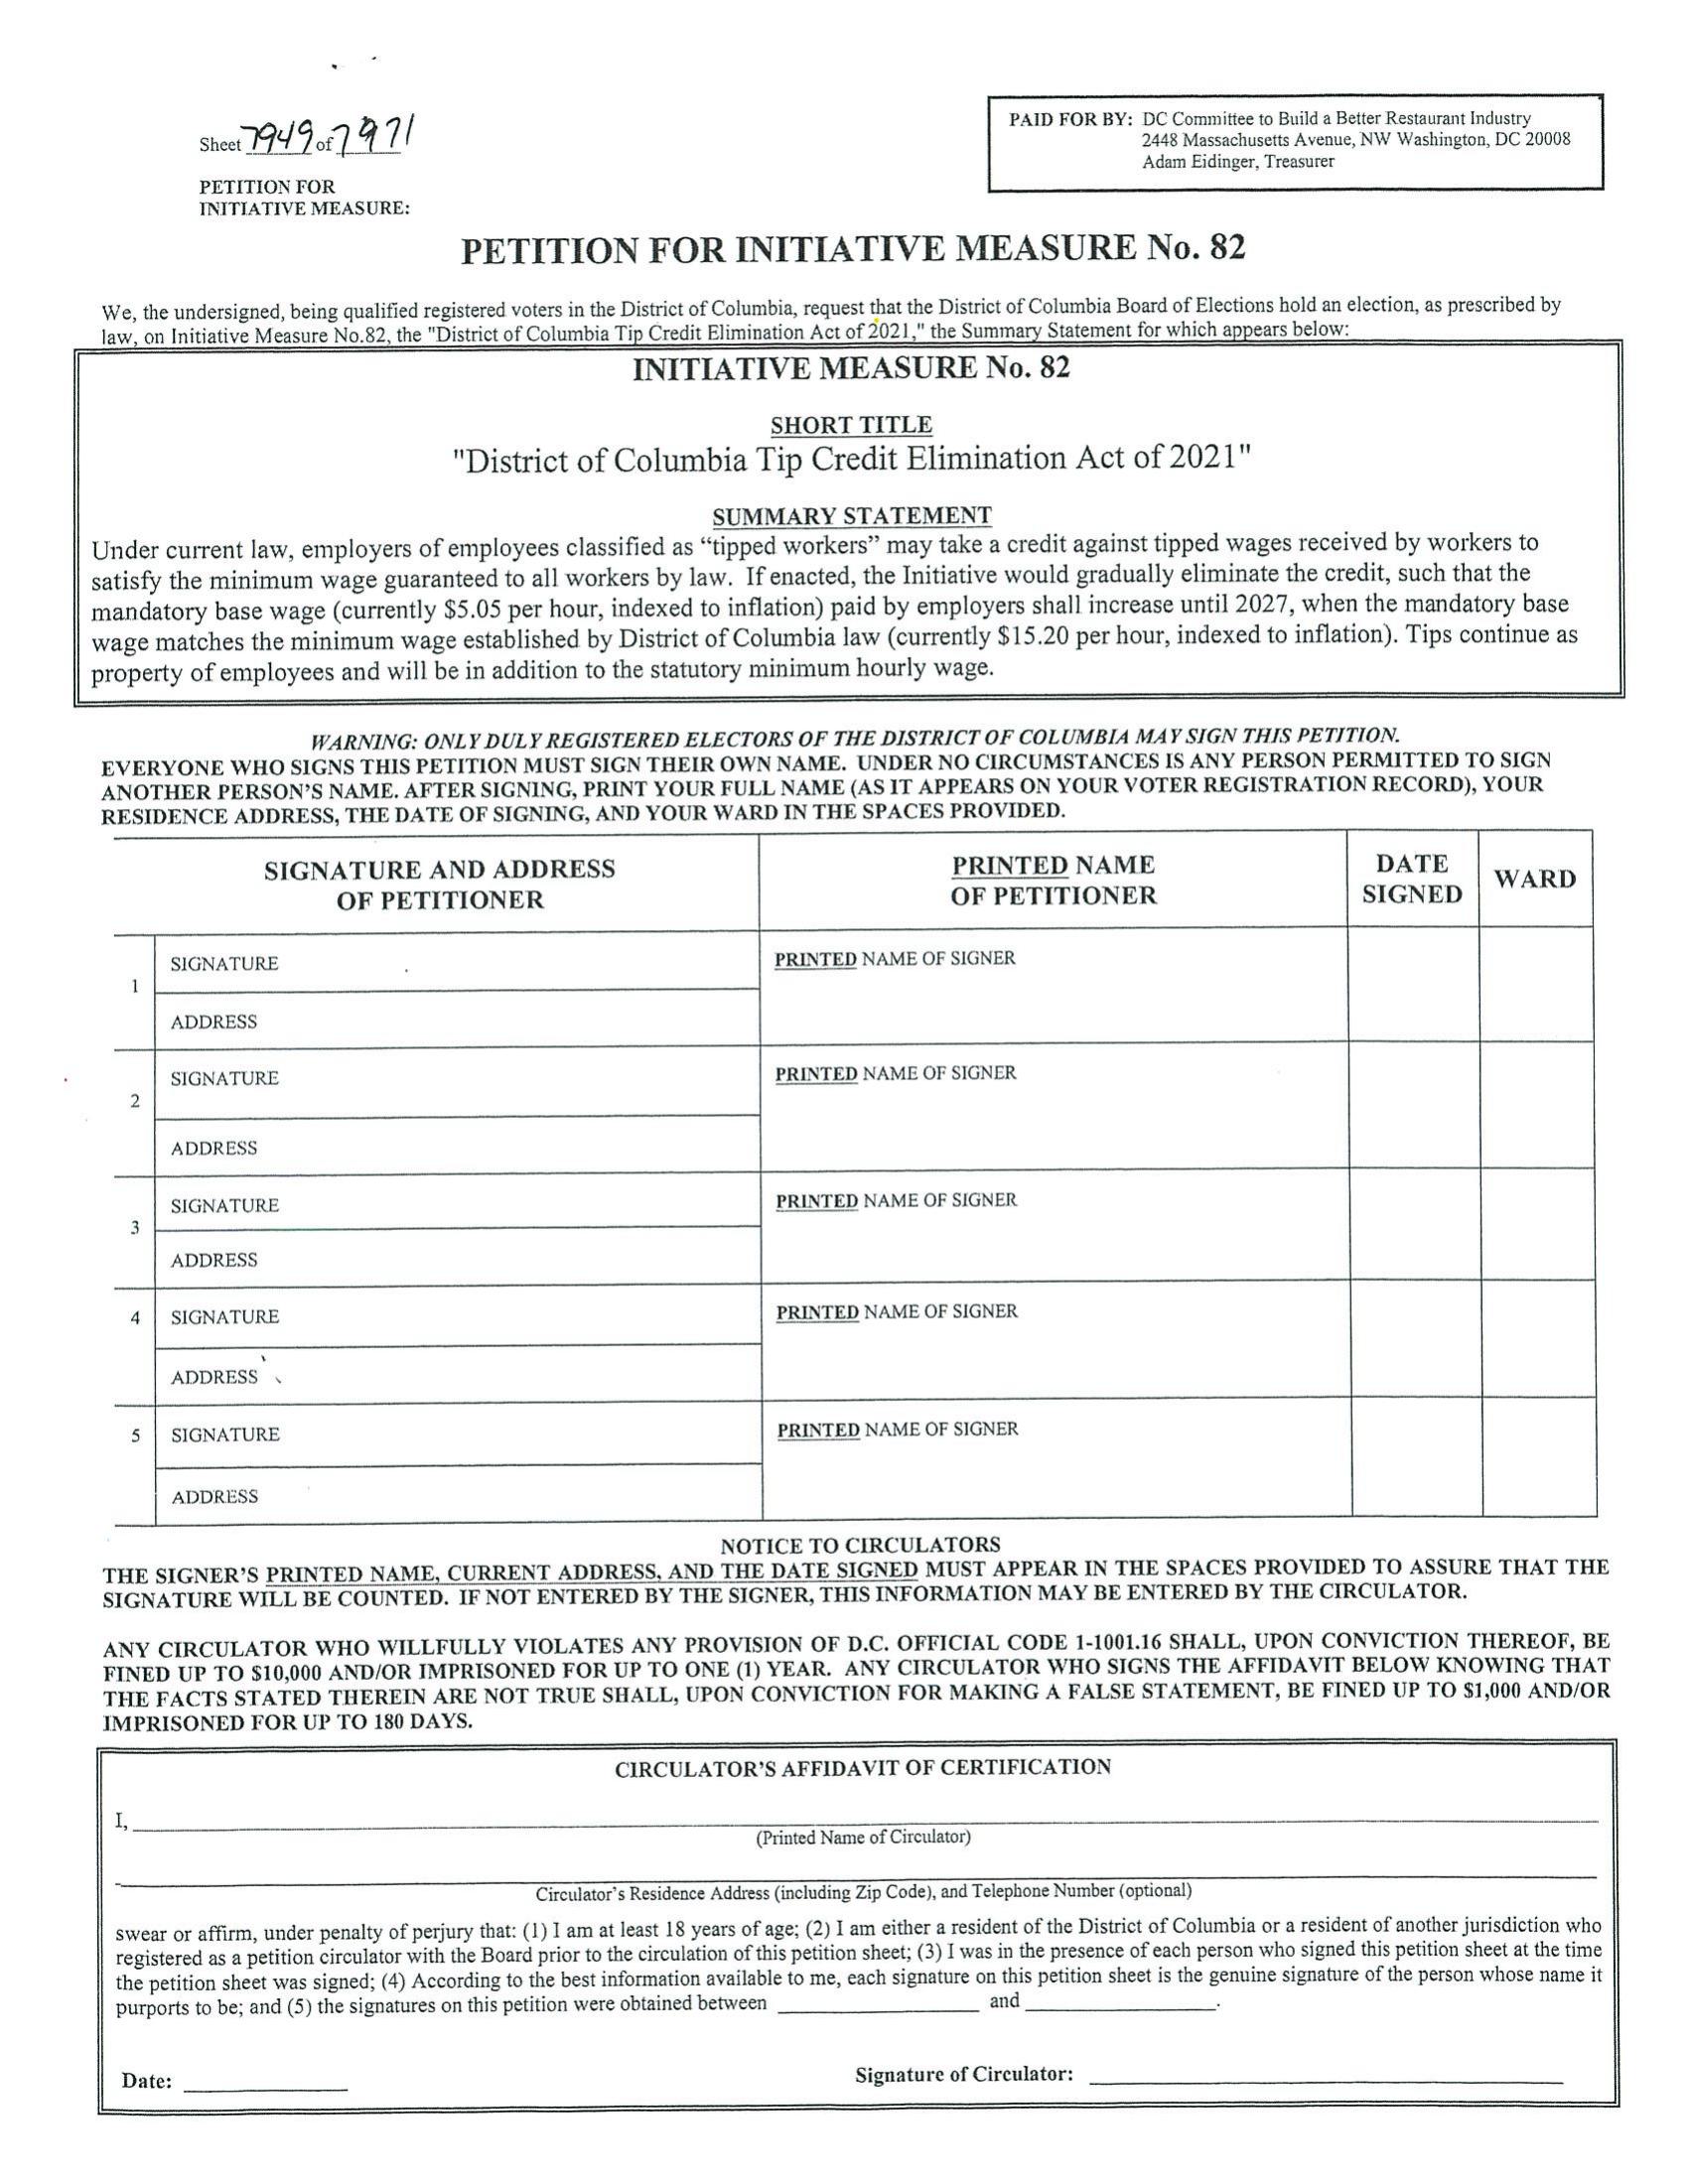 Sheet 7949 of 7971
PAID FOR BY: DC Committee to Build a Better Restaurant Industry
2448 Massachusetts Avenue, NW Washington, DC 20008
Adam Eidinger, Treasurer
PETITION FOR
INITIATIVE MEASURE:
PETITION FOR INITIATIVE MEASURE No. 82
We, the undersigned, being qualified registered voters in the District of Columbia, request that the District of Columbia Board of Elections hold an election, as prescribed by
law, on Initiative Measure No.82, the "District of Columbia Tip Credit Elimination Act of 2021," the Summary Statement for which appears below:
INITIATIVE MEASURE No. 82
SHORT TITLE
"District of Columbia Tip Credit Elimination Act of 2021"
SUMMARY STATEMENT
Under current law, employers of employees classified as “tipped workers” may take a credit against tipped wages received by workers to
satisfy the minimum wage guaranteed to all workers by law. If enacted, the Initiative would gradually eliminate the credit, such that the
mandatory base wage (currently $5.05 per hour, indexed to inflation) paid by employers shall increase until 2027, when the mandatory base
wage matches the minimum wage established by District of Columbia law (currently $15.20 per hour, indexed to inflation). Tips continue as
property of employees and will be in addition to the statutory minimum hourly wage.
WARNING: ONLY DULY REGISTERED ELECTORS OF THE DISTRICT OF COLUMBIA MAY SIGN THIS PETITION.
EVERYONE WHO SIGNS THIS PETITION MUST SIGN THEIR OWN NAME. UNDER NO CIRCUMSTANCES IS ANY PERSON PERMITTED TO SIGN
ANOTHER PERSON’S NAME. AFTER SIGNING, PRINT YOUR FULL NAME (AS IT APPEARS ON YOUR VOTER REGISTRATION RECORD), YOUR
RESIDENCE ADDRESS, THE DATE OF SIGNING, AND YOUR WARD IN THE SPACES PROVIDED.
SIGNATURE AND ADDRESS
OF PETITIONER
PRINTED NAME
OF PETITIONER
DATE
SIGNED
WARD
1
SIGNATURE
PRINTED NAME OF SIGNER
ADDRESS
2
SIGNATURE
PRINTED NAME OF SIGNER
ADDRESS
3
SIGNATURE
PRINTED NAME OF SIGNER
ADDRESS
4
SIGNATURE
PRINTED NAME OF SIGNER
ADDRESS
5
SIGNATURE
PRINTED NAME OF SIGNER
ADDRESS
NOTICE TO CIRCULATORS
THE SIGNER’S PRINTED NAME, CURRENT ADDRESS, AND THE DATE SIGNED MUST APPEAR IN THE SPACES PROVIDED TO ASSURE THAT THE
SIGNATURE WILL BE COUNTED. IF NOT ENTERED BY THE SIGNER, THIS INFORMATION MAY BE ENTERED BY THE CIRCULATOR.
ANY CIRCULATOR WHO WILLFULLY VIOLATES ANY PROVISION OF D.C. OFFICIAL CODE 1-1001.16 SHALL, UPON CONVICTION THEREOF, BE
FINED UP TO $10,000 AND/OR IMPRISONED FOR UP TO ONE (1) YEAR. ANY CIRCULATOR WHO SIGNS THE AFFIDAVIT BELOW KNOWING THAT
THE FACTS STATED THEREIN ARE NOT TRUE SHALL, UPON CONVICTION FOR MAKING A FALSE STATEMENT, BE FINED UP TO $1,000 AND/OR
IMPRISONED FOR UP TO 180 DAYS.
CIRCULATOR’S AFFIDAVIT OF CERTIFICATION
I,
(Printed Name of Circulator)
Circulator’s Residence Address (including Zip Code), and Telephone Number (optional)
swear or affirm, under penalty of perjury that: (1) I am at least 18 years of age; (2) I am either a resident of the District of Columbia or a resident of another jurisdiction who
registered as a petition circulator with the Board prior to the circulation of this petition sheet; (3) I was in the presence of each person who signed this petition sheet at the time
the petition sheet was signed; (4) According to the best information available to me, each signature on this petition sheet is the genuine signature of the person whose name it
purports to be; and (5) the signatures on this petition were obtained between ____ and ____.
Date: ____ Signature of Circulator: ____